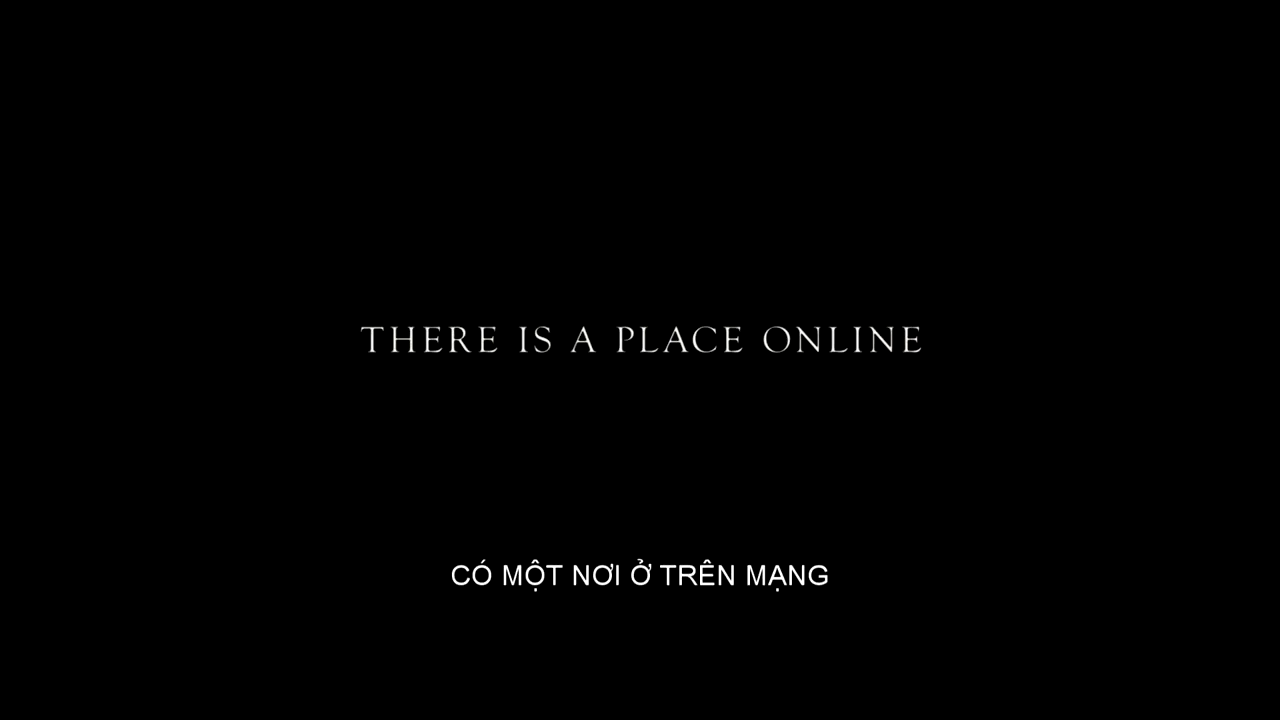 THERE IS A PLACE ONLINE
CÓ MỘT NƠI Ở TRÊN MẠNG